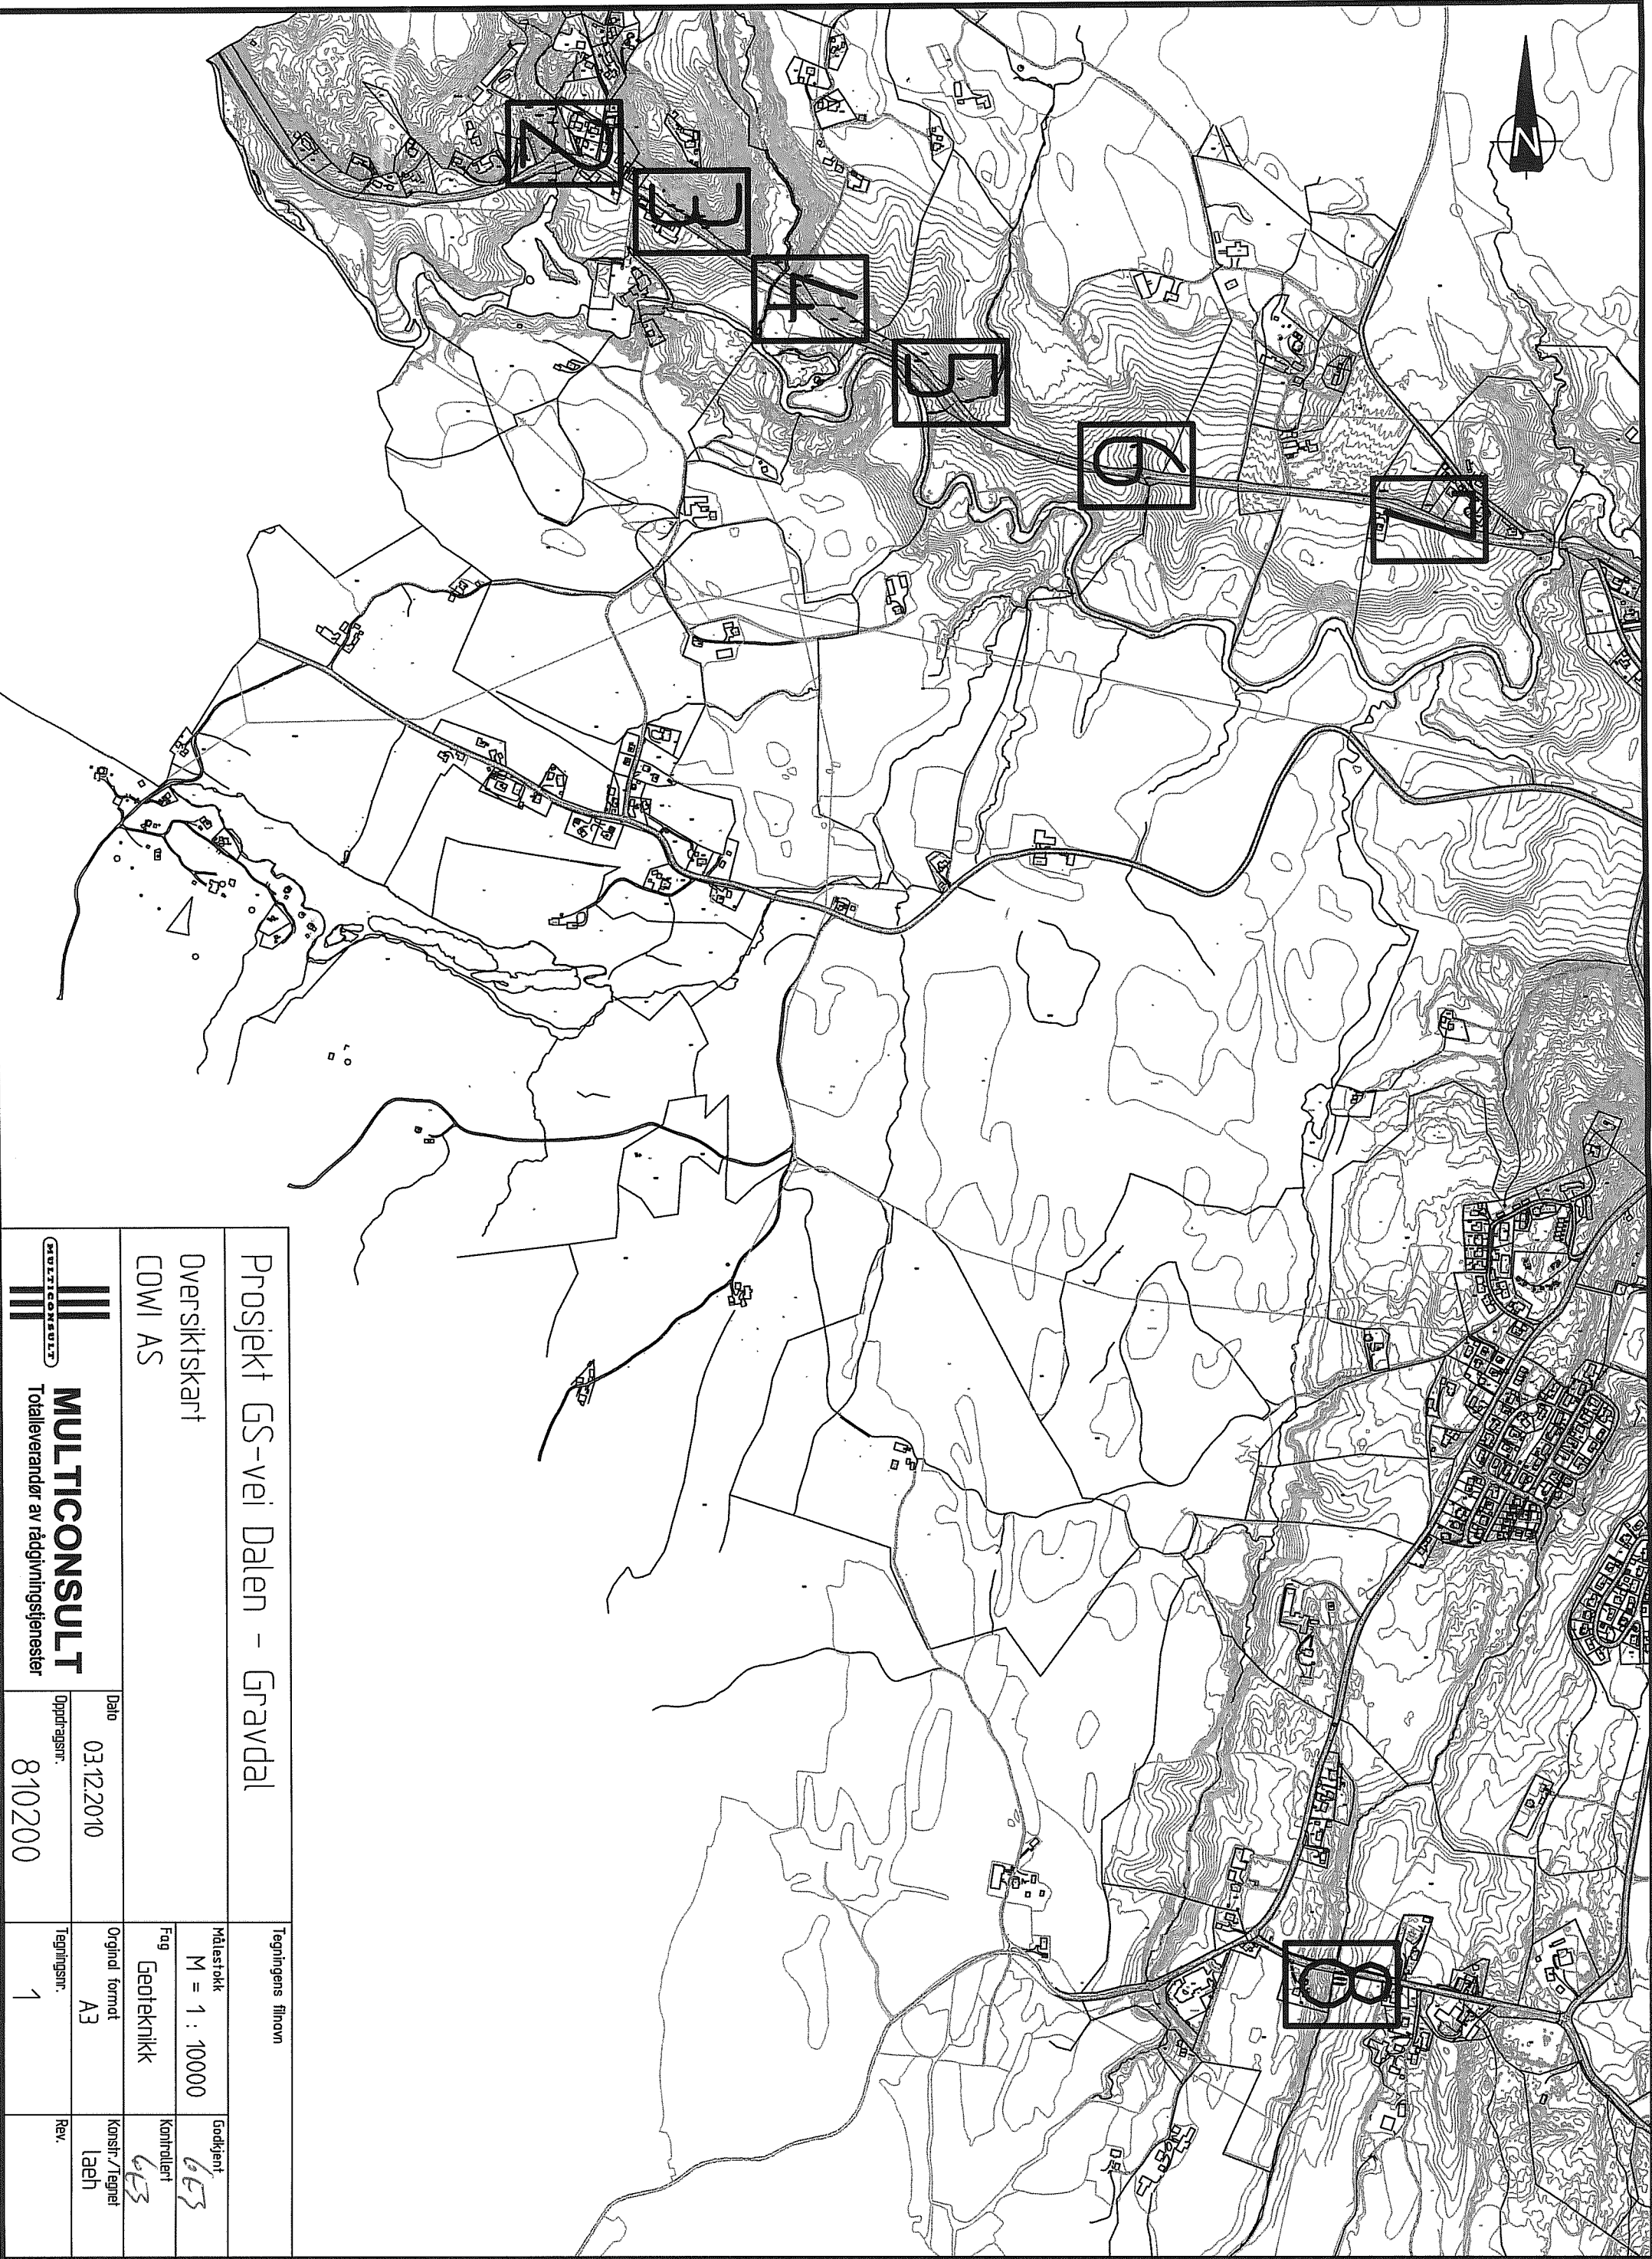 N
2
3
4
5
6
7
8
Prosjekt GS-vei Dalen - Gravdal
Oversiktskart
COWI AS
Tegningens filnavn
Målestokk
M = 1 : 10000
Godkjent
Fag
Geoteknikk
Kontrollert
MULTICONSULT
MULTICONSULT
Totalleverandør av rådgivningstjenester
Dato
03.12.2010
Orginal format
A3
Konstr./Tegnet
laeh
Oppdragsnr.
810200
Tegningsnr.
1
Rev.